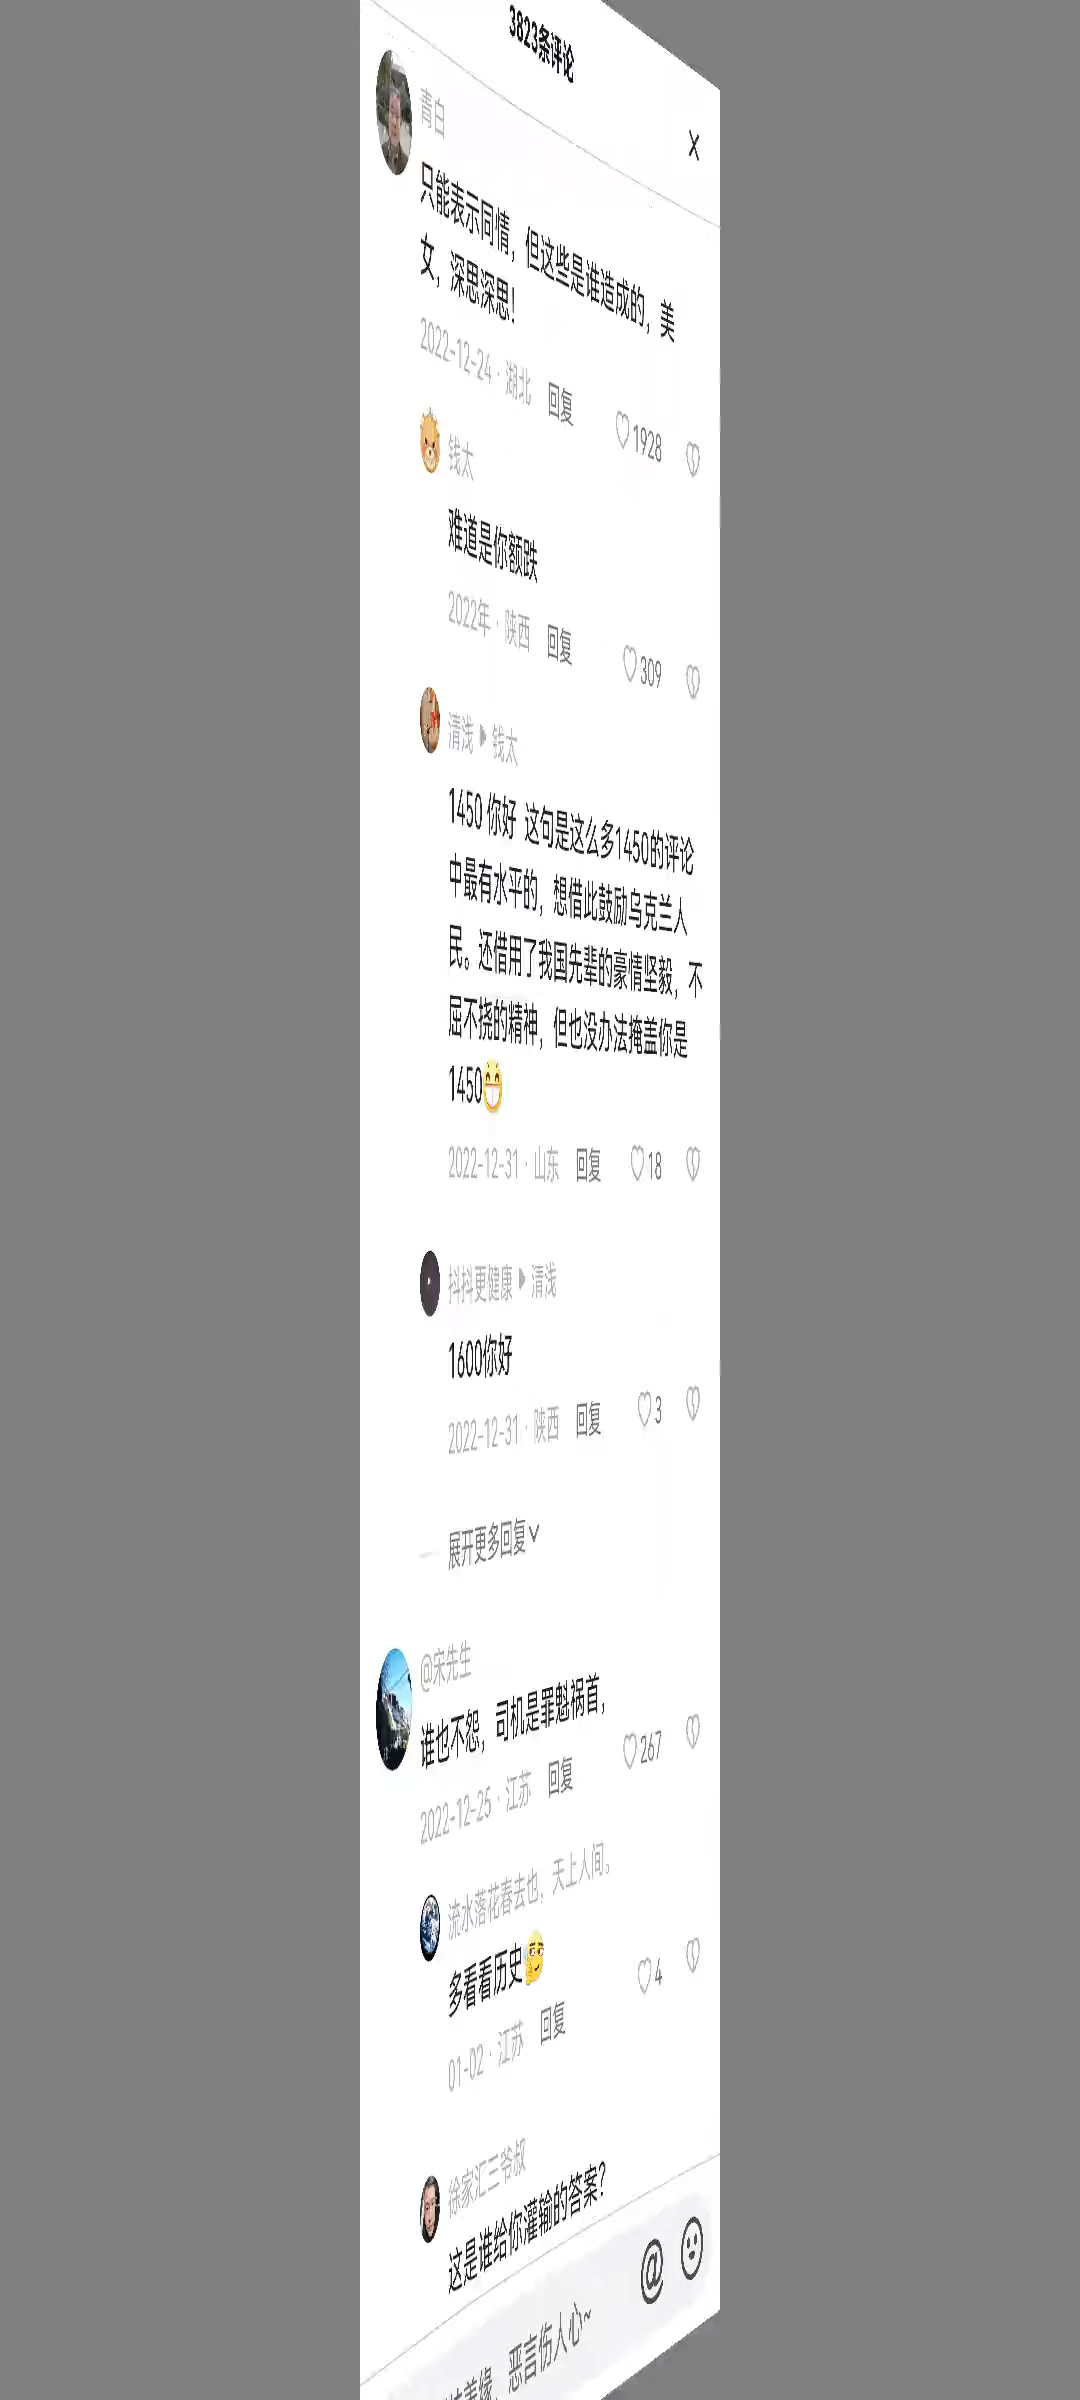 3823条评论
青白
只能表示同情，但这些是谁造成的，美
女，深思深思！
2022-12-24 · 湖北 回复 1928
钱太
难道是你额跌
2022年 · 陕西 回复 309
清浅 ▶ 钱太
1450 你好 这句是这么多1450的评论
中最有水平的，想借此鼓励乌克兰人
民。还借用了我国先辈的豪情坚毅，不
屈不挠的精神，但也没办法掩盖你是
1450😁
2022-12-31 · 山东 回复 18
抖抖更健康 ▶ 清浅
1600你好
2022-12-31 · 陕西 回复 3
展开更多回复
@宋先生
谁也不怨，司机是罪魁祸首，
2022-12-25 · 江苏 回复 267
流水落花春去也，天上人间。
多看看历史
01-02 · 江苏 回复 4
徐家汇三爷叔
这是谁给你灌输的答案？
美缘，恶言伤人心~
@